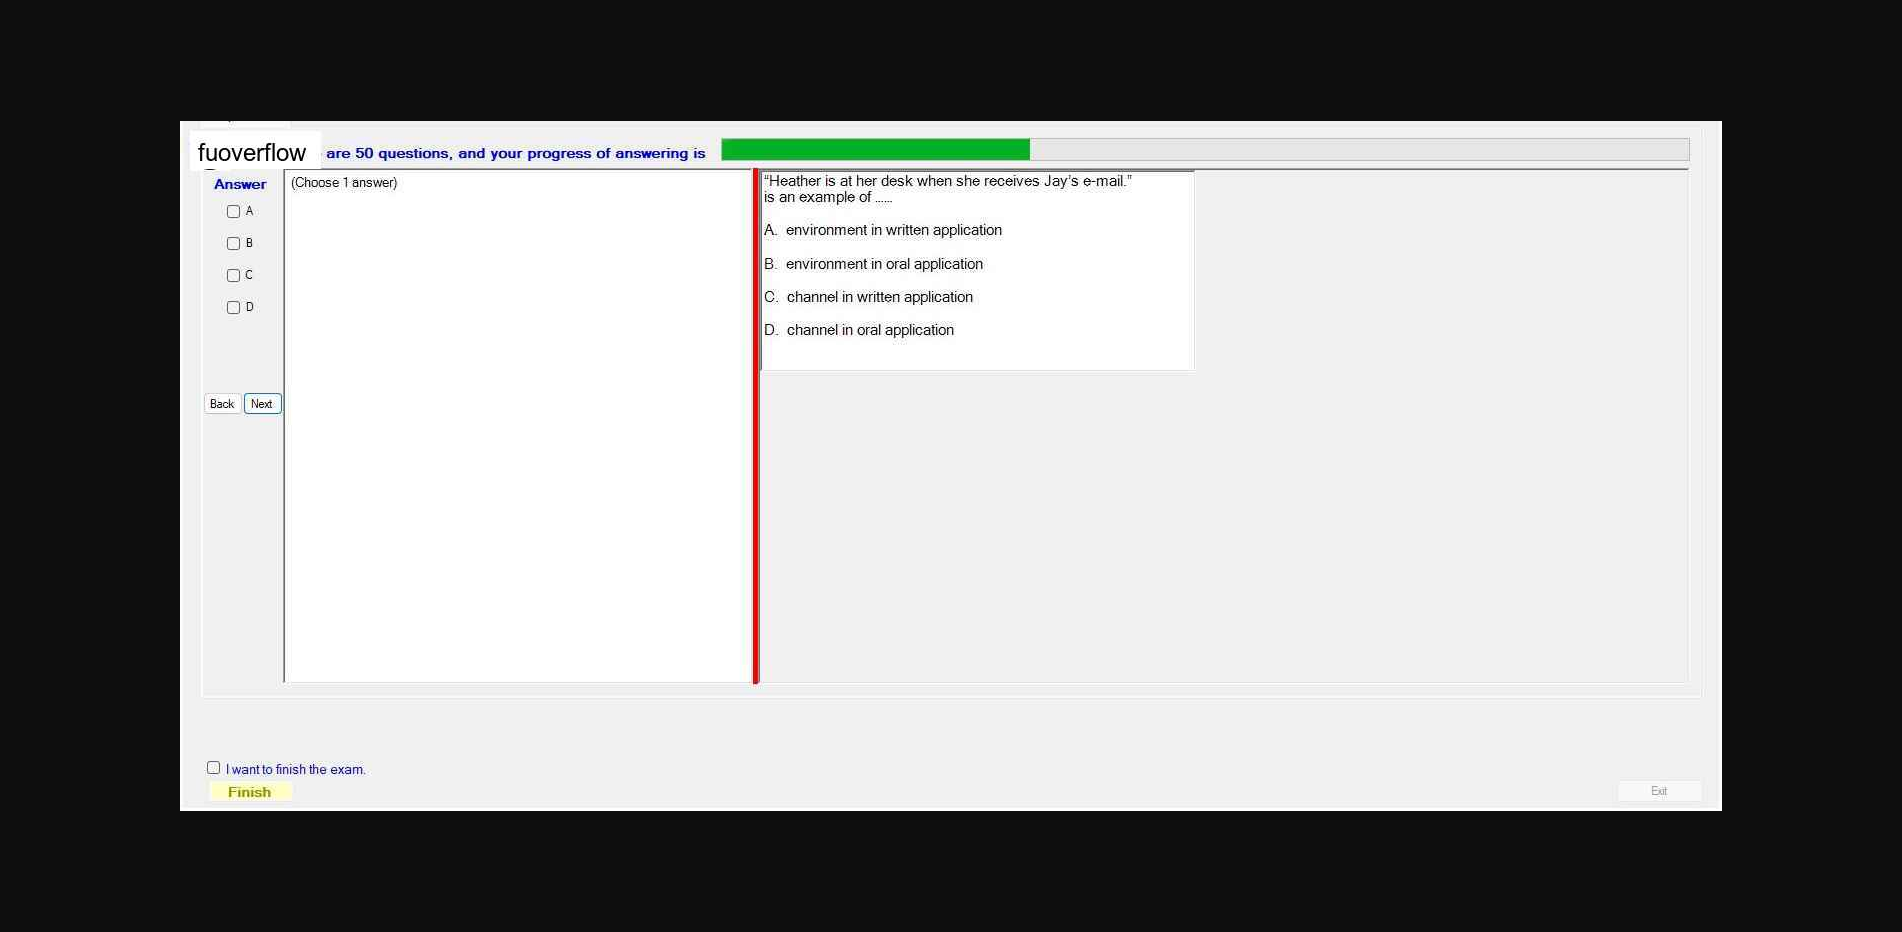 fuoverflow are 50 questions, and your progress of answering is
Answer
(Choose 1 answer)
A
B
C
D
Back Next
“Heather is at her desk when she receives Jay’s e-mail.”
is an example of ......
A. environment in written application
B. environment in oral application
C. channel in written application
D. channel in oral application
I want to finish the exam.
Finish
Exit